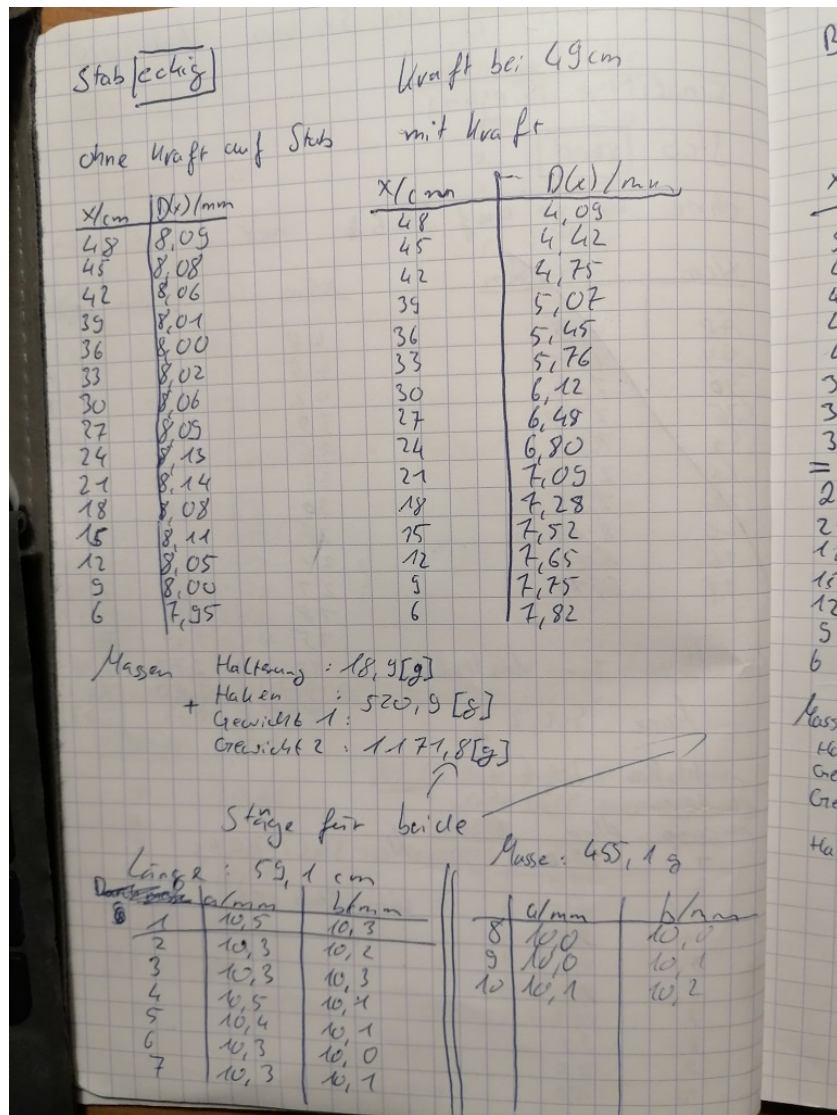 Stab eckig
Kraft bei 49cm
ohne Kraft auf Stab
mit Kraft
x/cm D(x)/mm
48 8,09
45 8,08
42 8,06
39 8,01
36 8,00
33 8,02
30 8,06
27 8,09
24 8,13
21 8,14
18 8,08
15 8,11
12 8,05
9 8,00
6 7,95
x/cm D(x)/mm
48 4,09
45 4,42
42 4,75
39 5,07
36 5,45
33 5,76
30 6,12
27 6,48
24 6,80
21 7,09
18 7,28
15 7,52
12 7,65
9 7,75
6 7,82
Massen Halterung : 18,9[g]
+ Haken : 520,9 [g]
Gewicht 1 :
Gewicht 2 : 1171,8[g]
für beide
Länge : 59,1 cm
a/mm b/mm
1 10,5 10,3
2 10,3 10,2
3 10,3 10,3
4 10,5 10,1
5 10,4 10,1
6 10,3 10,0
7 10,3 10,1
Masse : 455,1 g
a/mm b/mm
8 10,0 10,0
9 10,0 10,1
10 10,1 10,2